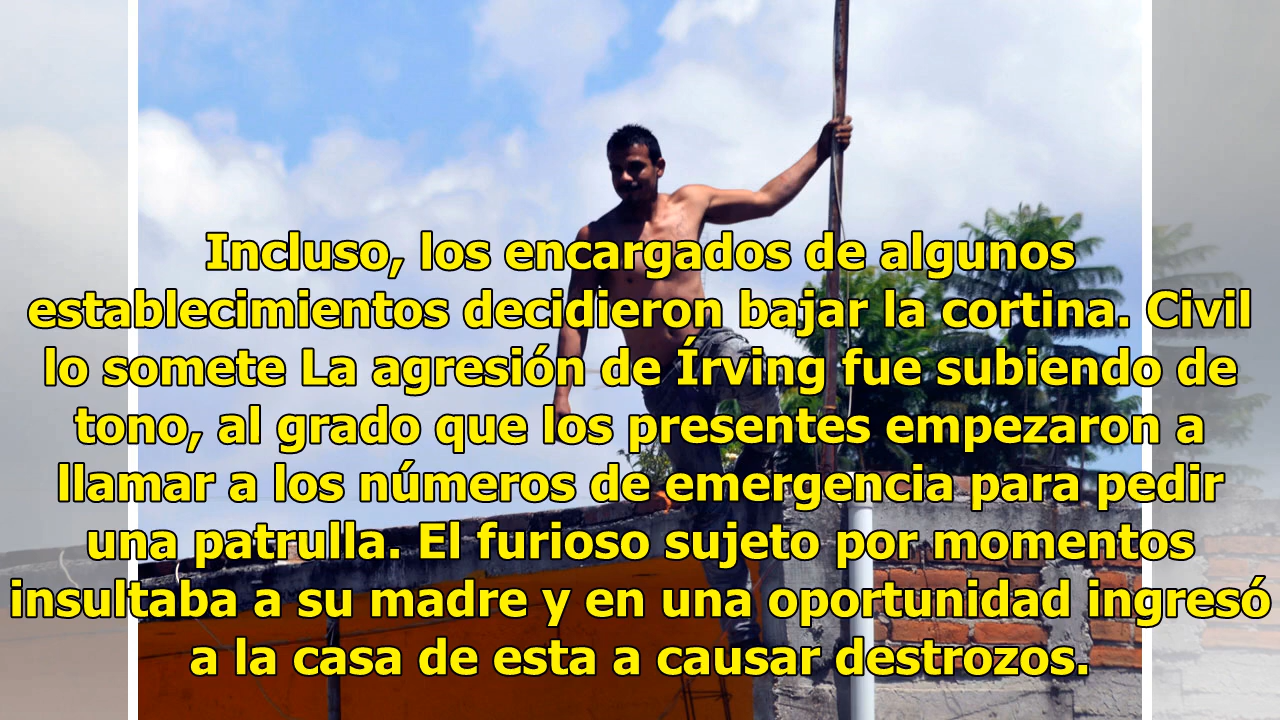 Incluso, los encargados de algunos
establecimientos decidieron bajar la cortina. Civil
lo somete La agresión de Írving fue subiendo de
tono, al grado que los presentes empezaron a
llamar a los números de emergencia para pedir
una patrulla. El furioso sujeto por momentos
insultaba a su madre y en una oportunidad ingresó
a la casa de esta a causar destrozos.